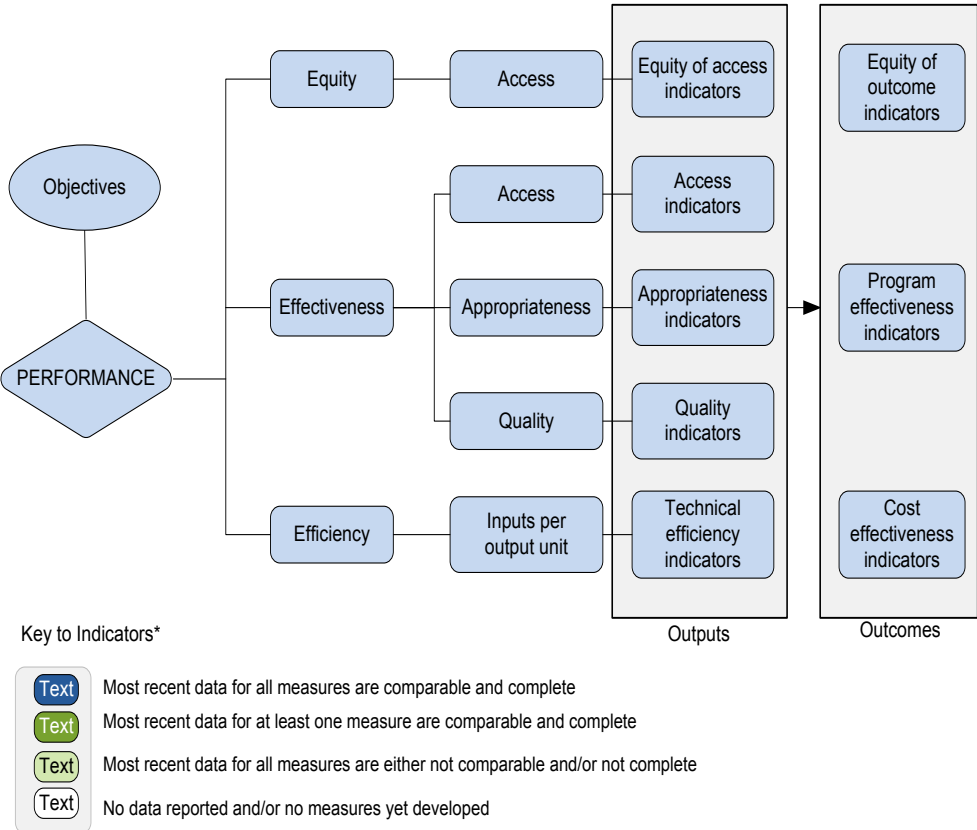 Equity
Access
Equity of access
indicators
Equity of
outcome
indicators
Objectives
Access
Access
indicators
Effectiveness
Appropriateness
Appropriateness
indicators
Program
effectiveness
indicators
PERFORMANCE
Quality
Quality
indicators
Efficiency
Inputs per
output unit
Technical
efficiency
indicators
Cost
effectiveness
indicators
Outputs
Outcomes
Key to Indicators*
Text
Most recent data for all measures are comparable and complete
Text
Most recent data for at least one measure are comparable and complete
Text
Most recent data for all measures are either not comparable and/or not complete
Text
No data reported and/or no measures yet developed